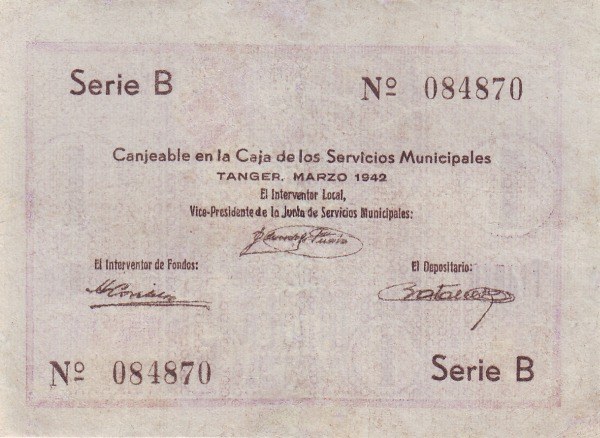 Serie B
Nº 084870
Canjeable en la Caja de los Servicios Municipales
TANGER, MARZO 1942
El Interventor Local,
Vice-Presidente de la Junta de Servicios Municipales:
El Interventor de Fondos:
El Depositario:
Nº 084870
Serie B